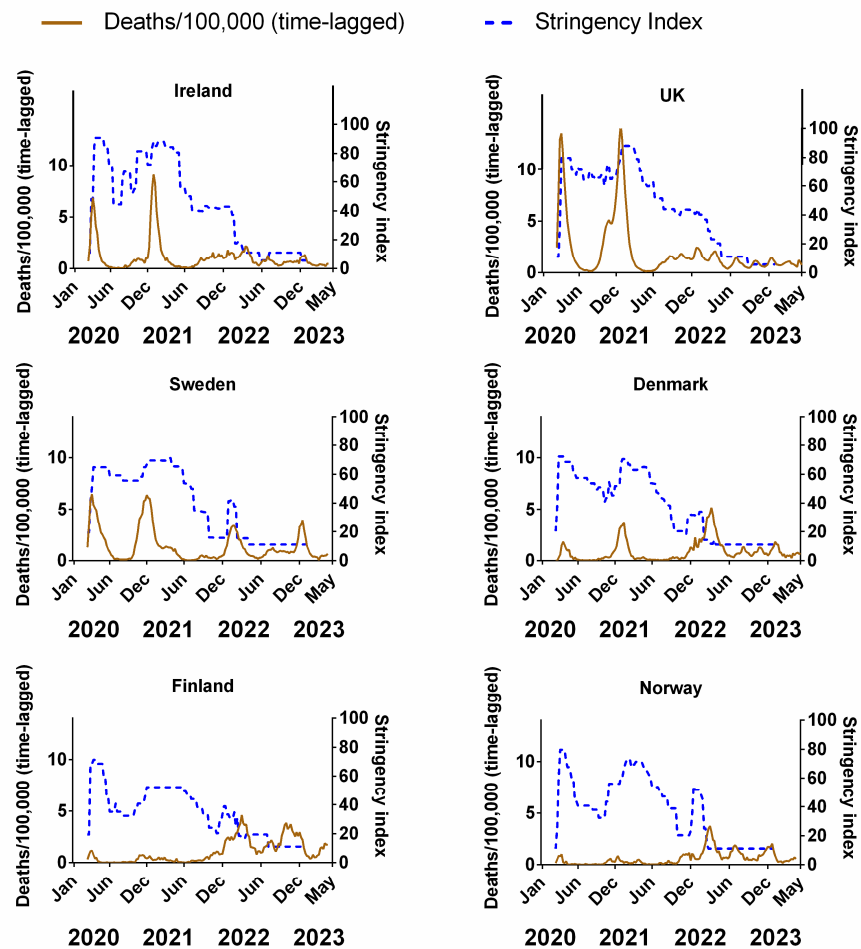 Deaths/100,000 (time-lagged) Stringency Index
Ireland
Deaths/100,000 (time-lagged)
10
5
0
100
80
60
40
20
0
Stringency index
Jan Jun Dec Jun Dec Jun Dec May
2020 2021 2022 2023
UK
Deaths/100,000 (time-lagged)
10
5
0
100
80
60
40
20
0
Stringency index
Jan Jun Dec Jun Dec Jun Dec May
2020 2021 2022 2023
Sweden
Deaths/100,000 (time-lagged)
10
5
0
100
80
60
40
20
0
Stringency index
Jan Jun Dec Jun Dec Jun Dec May
2020 2021 2022 2023
Denmark
Deaths/100,000 (time-lagged)
10
5
0
100
80
60
40
20
0
Stringency index
Jan Jun Dec Jun Dec Jun Dec May
2020 2021 2022 2023
Finland
Deaths/100,000 (time-lagged)
10
5
0
100
80
60
40
20
0
Stringency index
Jan Jun Dec Jun Dec Jun Dec May
2020 2021 2022 2023
Norway
Deaths/100,000 (time-lagged)
10
5
0
100
80
60
40
20
0
Stringency index
Jan Jun Dec Jun Dec Jun Dec May
2020 2021 2022 2023